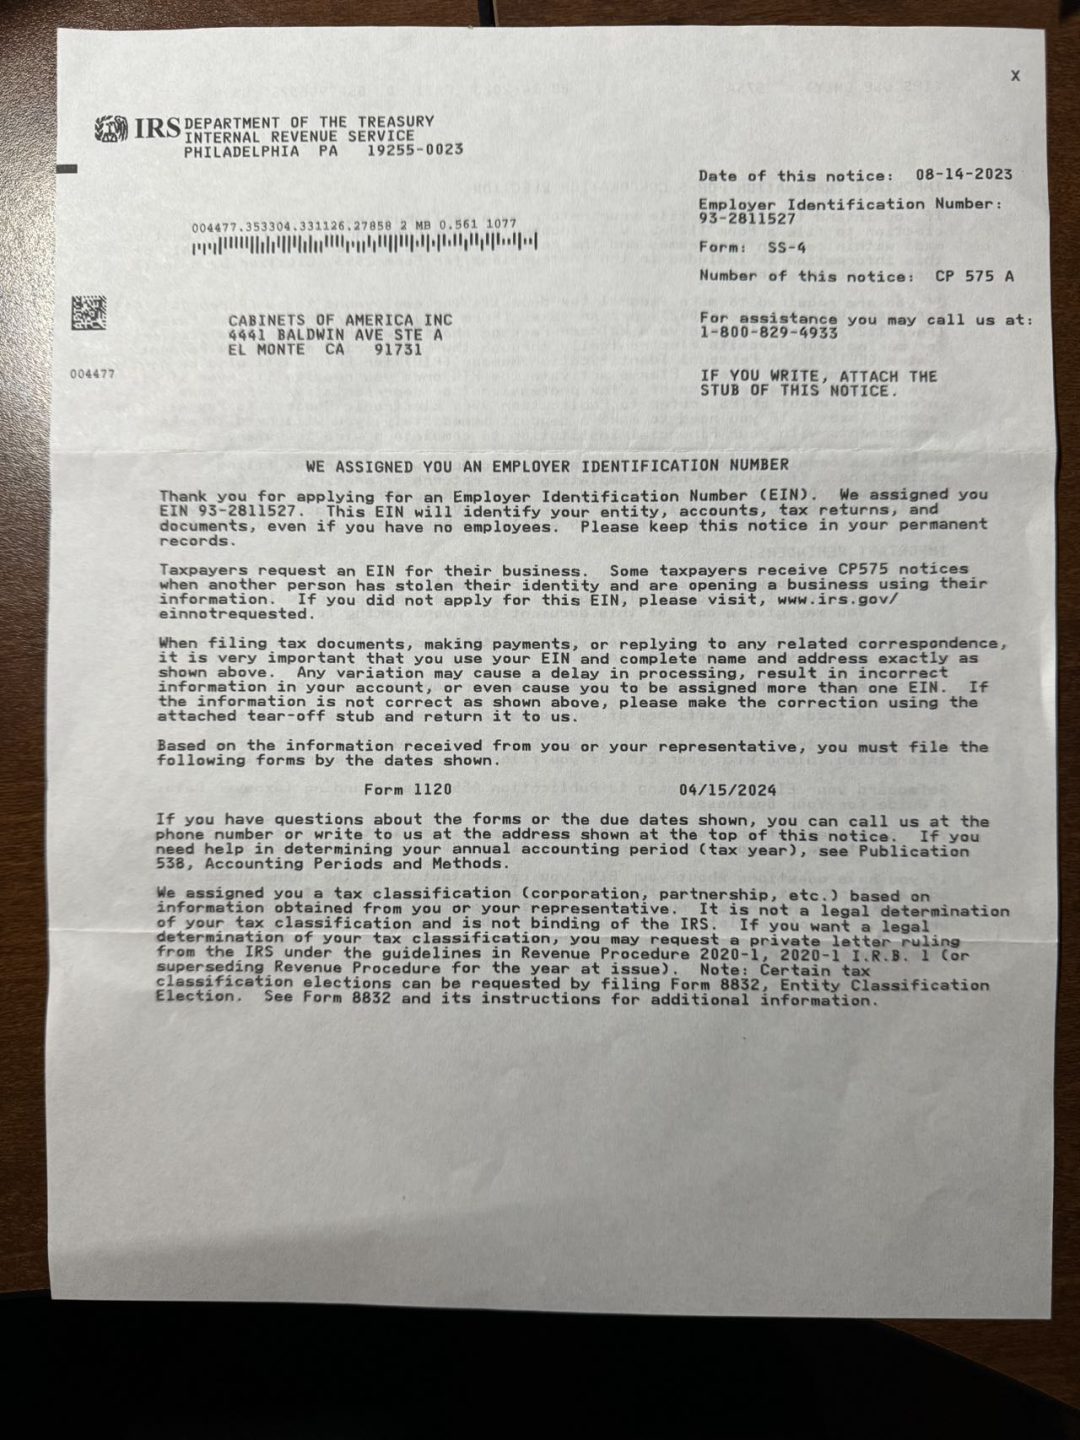 X
IRS DEPARTMENT OF THE TREASURY
INTERNAL REVENUE SERVICE
PHILADELPHIA PA 19255-0023
Date of this notice: 08-14-2023
Employer Identification Number:
93-2811527
Form: SS-4
Number of this notice: CP 575 A
For assistance you may call us at:
1-800-829-4933
IF YOU WRITE, ATTACH THE
STUB OF THIS NOTICE.
004477.353304.331126.27858 2 MB 0.561 1077
CABINETS OF AMERICA INC
4441 BALDWIN AVE STE A
EL MONTE CA 91731
004477
WE ASSIGNED YOU AN EMPLOYER IDENTIFICATION NUMBER
Thank you for applying for an Employer Identification Number (EIN). We assigned you
EIN 93-2811527. This EIN will identify your entity, accounts, tax returns, and
documents, even if you have no employees. Please keep this notice in your permanent
records.
Taxpayers request an EIN for their business. Some taxpayers receive CP575 notices
when another person has stolen their identity and are opening a business using their
information. If you did not apply for this EIN, please visit, www.irs.gov/
einnotrequested.
When filing tax documents, making payments, or replying to any related correspondence,
it is very important that you use your EIN and complete name and address exactly as
shown above. Any variation may cause a delay in processing, result in incorrect
information in your account, or even cause you to be assigned more than one EIN. If
the information is not correct as shown above, please make the correction using the
attached tear-off stub and return it to us.
Based on the information received from you or your representative, you must file the
following forms by the dates shown.
Form 1120 04/15/2024
If you have questions about the forms or the due dates shown, you can call us at the
phone number or write to us at the address shown at the top of this notice. If you
need help in determining your annual accounting period (tax year), see Publication
538, Accounting Periods and Methods.
We assigned you a tax classification (corporation, partnership, etc.) based on
information obtained from you or your representative. It is not a legal determination
of your tax classification and is not binding of the IRS. If you want a legal
determination of your tax classification, you may request a private letter ruling
from the IRS under the guidelines in Revenue Procedure 2020-1, 2020-1 I.R.B. 1 (or
superseding Revenue Procedure for the year at issue). Note: Certain tax
classification elections can be requested by filing Form 8832, Entity Classification
Election. See Form 8832 and its instructions for additional information.